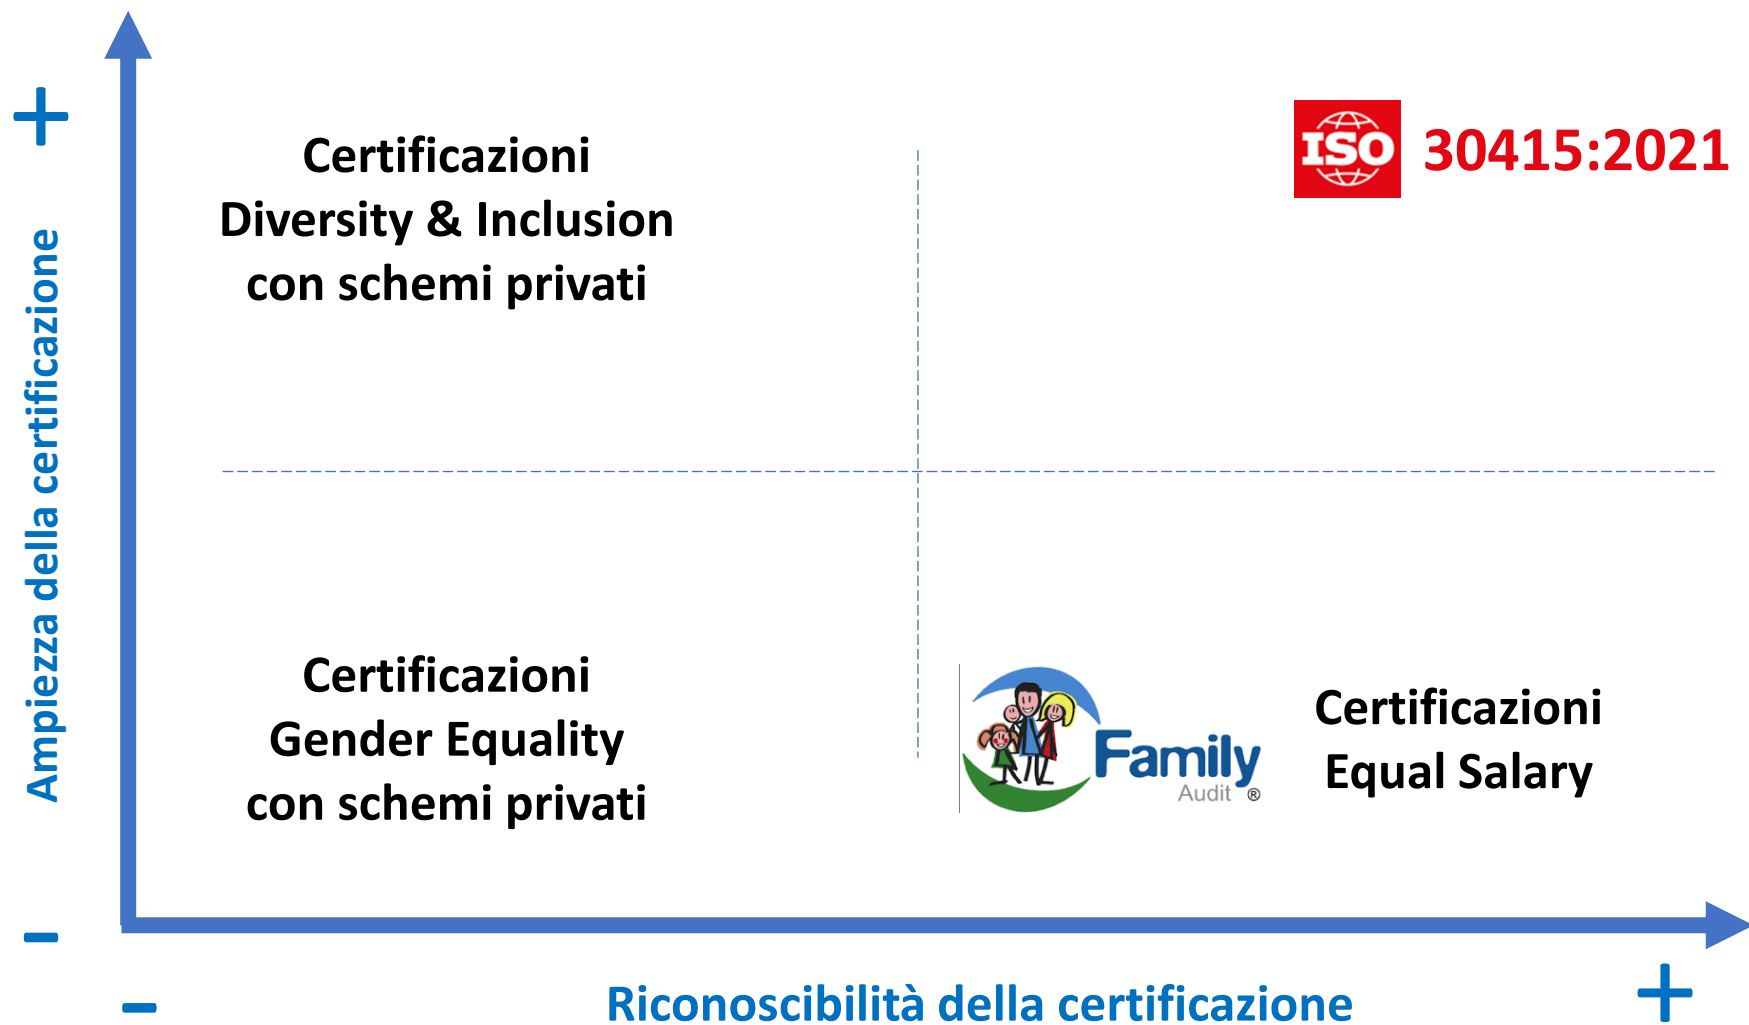 +
Ampiezza della certificazione
-
Certificazioni
Diversity & Inclusion
con schemi privati
ISO 30415:2021
Certificazioni
Gender Equality
con schemi privati
Family
Audit ®
Certificazioni
Equal Salary
-
Riconoscibilità della certificazione
+